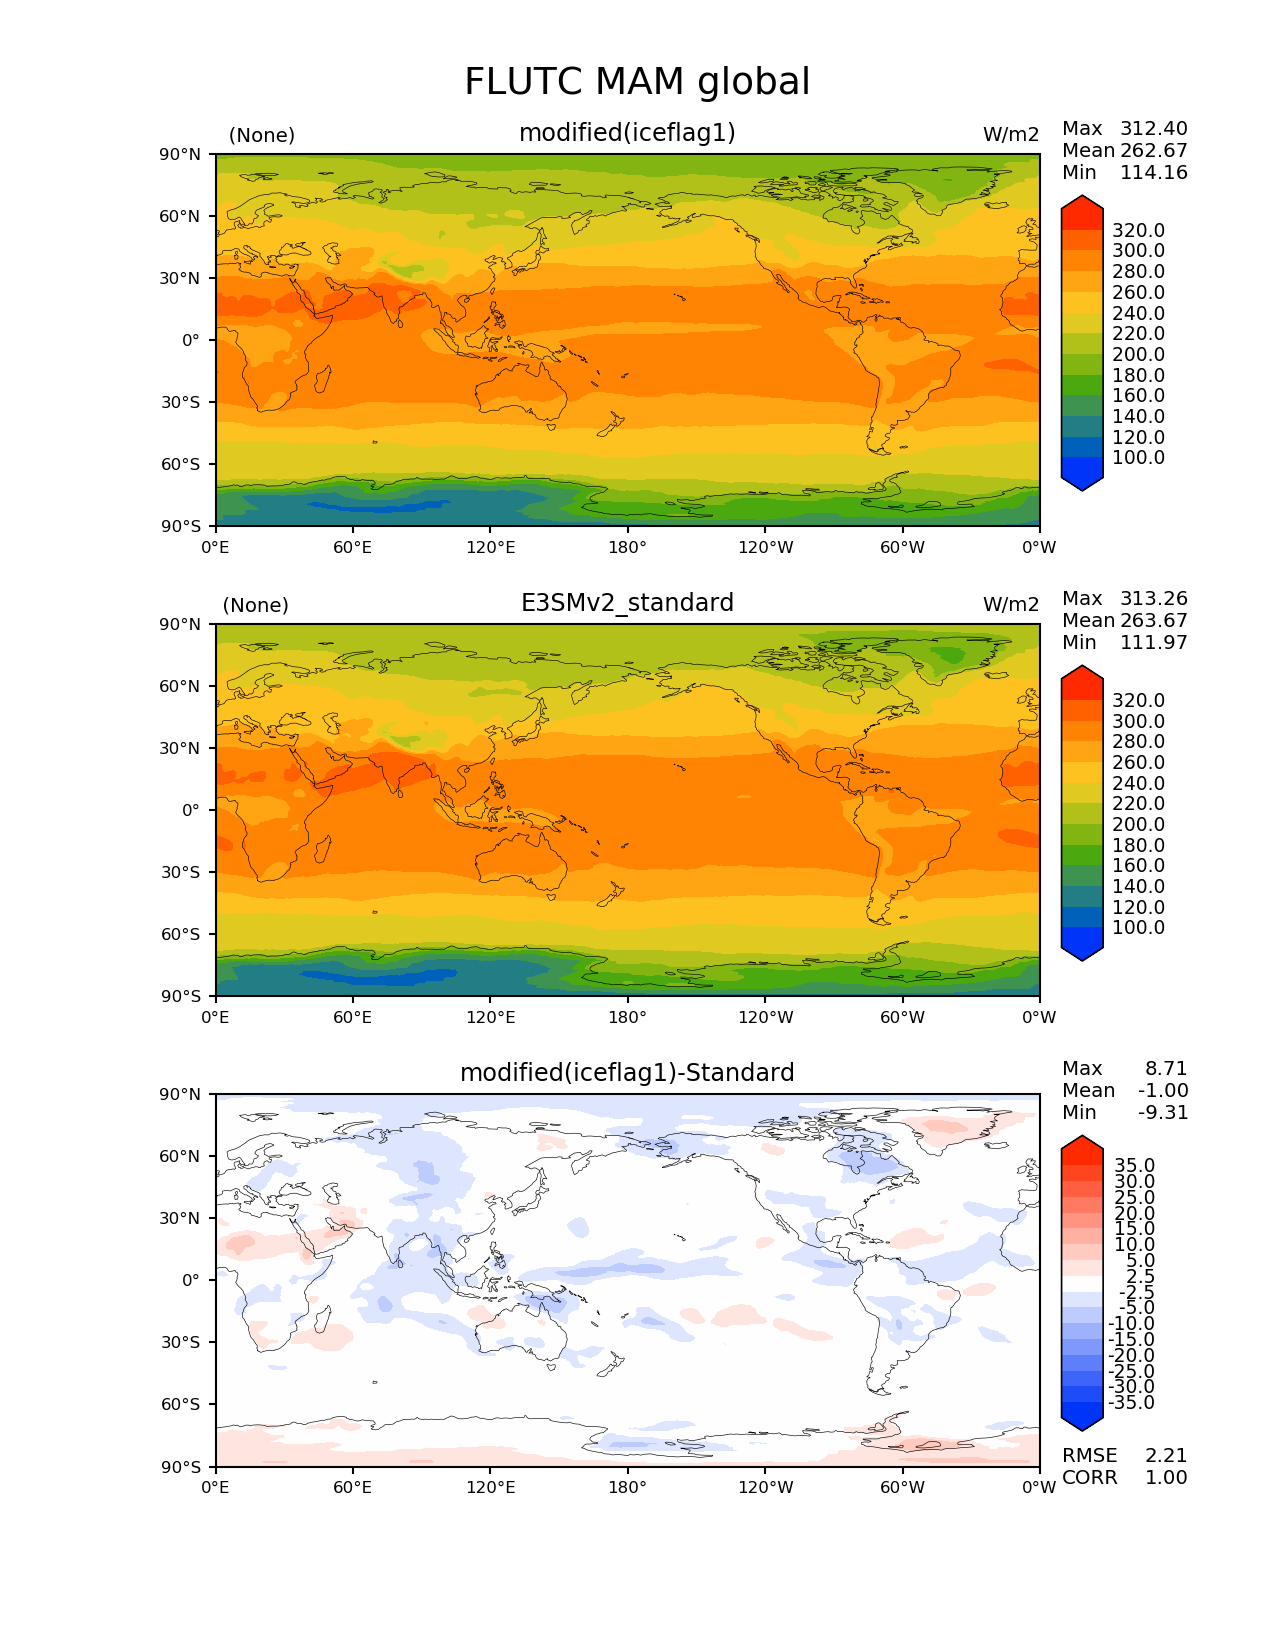 FLUTC MAM global
(None) modified(iceflag1) W/m2
Max 312.40
Mean 262.67
Min 114.16
90°N
60°N
30°N
0°
30°S
60°S
90°S
0°E 60°E 120°E 180° 120°W 60°W 0°W
320.0
300.0
280.0
260.0
240.0
220.0
200.0
180.0
160.0
140.0
120.0
100.0
(None) E3SMv2_standard W/m2
Max 313.26
Mean 263.67
Min 111.97
90°N
60°N
30°N
0°
30°S
60°S
90°S
0°E 60°E 120°E 180° 120°W 60°W 0°W
320.0
300.0
280.0
260.0
240.0
220.0
200.0
180.0
160.0
140.0
120.0
100.0
modified(iceflag1)-Standard
Max 8.71
Mean -1.00
Min -9.31
90°N
60°N
30°N
0°
30°S
60°S
90°S
0°E 60°E 120°E 180° 120°W 60°W 0°W
35.0
30.0
25.0
20.0
15.0
10.0
5.0
2.5
-2.5
-5.0
-10.0
-15.0
-20.0
-25.0
-30.0
-35.0
RMSE 2.21
CORR 1.00